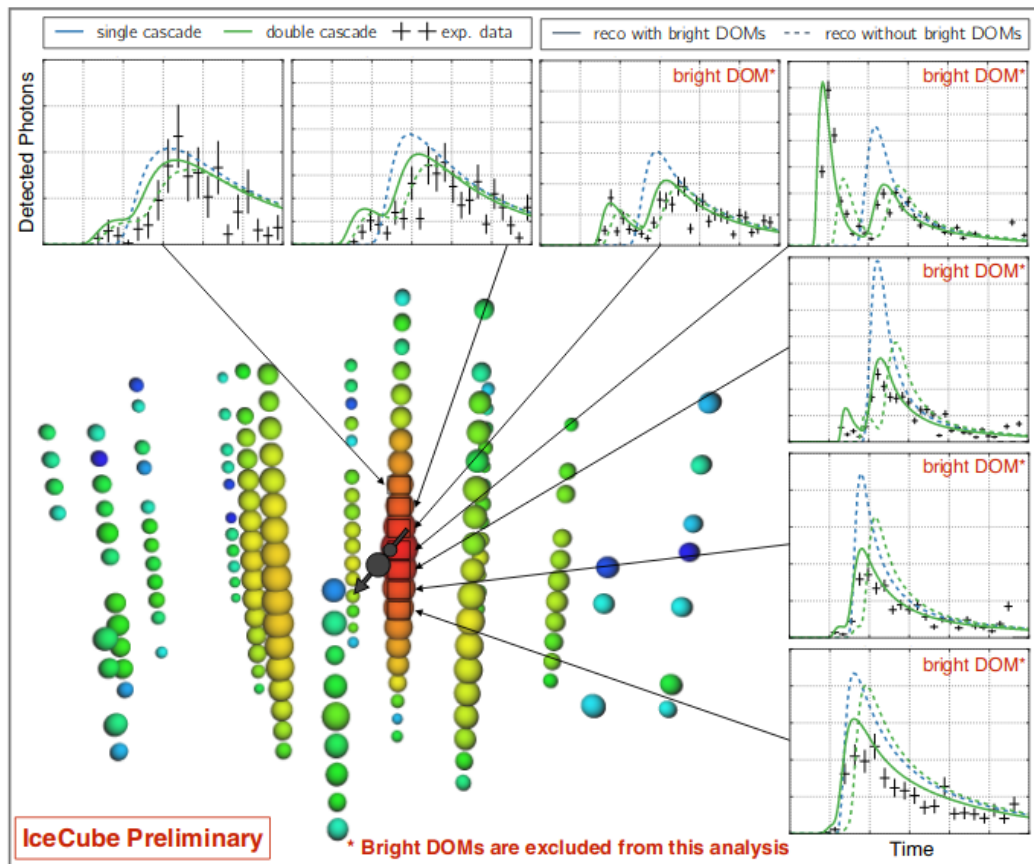 single cascade double cascade exp. data
reco with bright DOMs reco without bright DOMs
Detected Photons
bright DOM*
bright DOM*
bright DOM*
bright DOM*
bright DOM*
IceCube Preliminary
* Bright DOMs are excluded from this analysis
Time